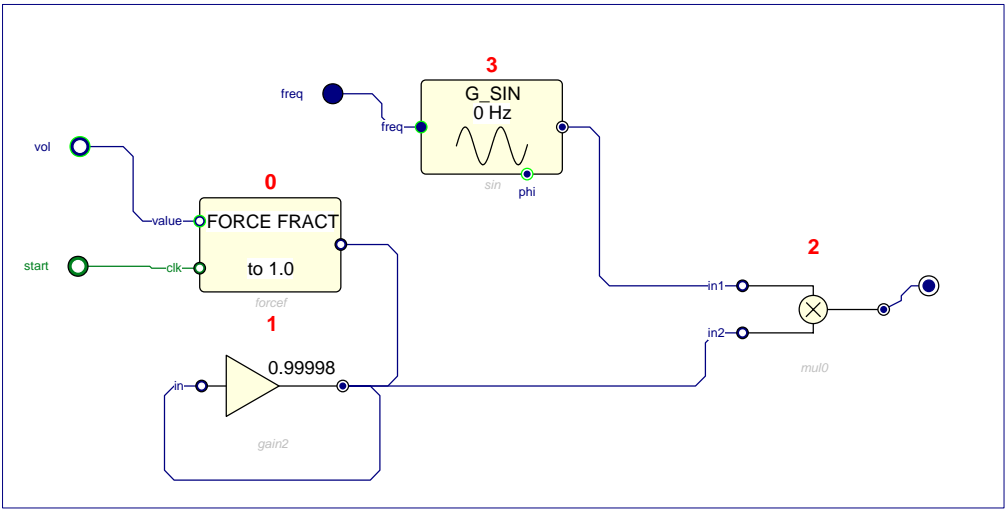 3
freq
G_SIN
0 Hz
freq
sin
phi
vol
0
value
FORCE FRACT
start
clk
to 1.0
forcef
2
in1
in2
mul0
1
0.99998
in
gain2